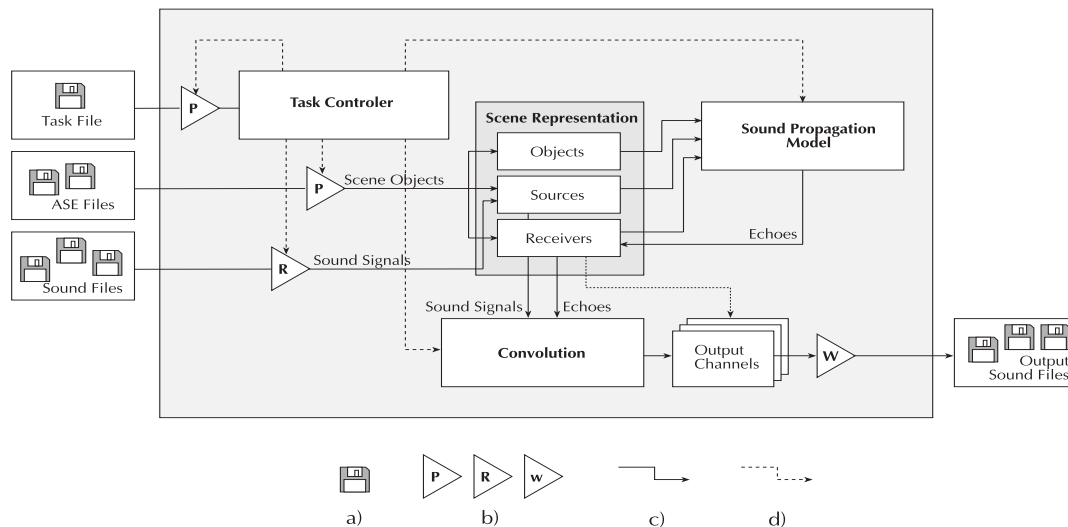 Task File
P
Task Controler
Scene Representation
Objects
Sources
Receivers
Sound Propagation
Model
ASE Files
P
Scene Objects
Echoes
Sound Files
R
Sound Signals
Sound Signals
Echoes
Convolution
Output
Channels
W
Output
Sound Files
P
R
w
a)
b)
c)
d)